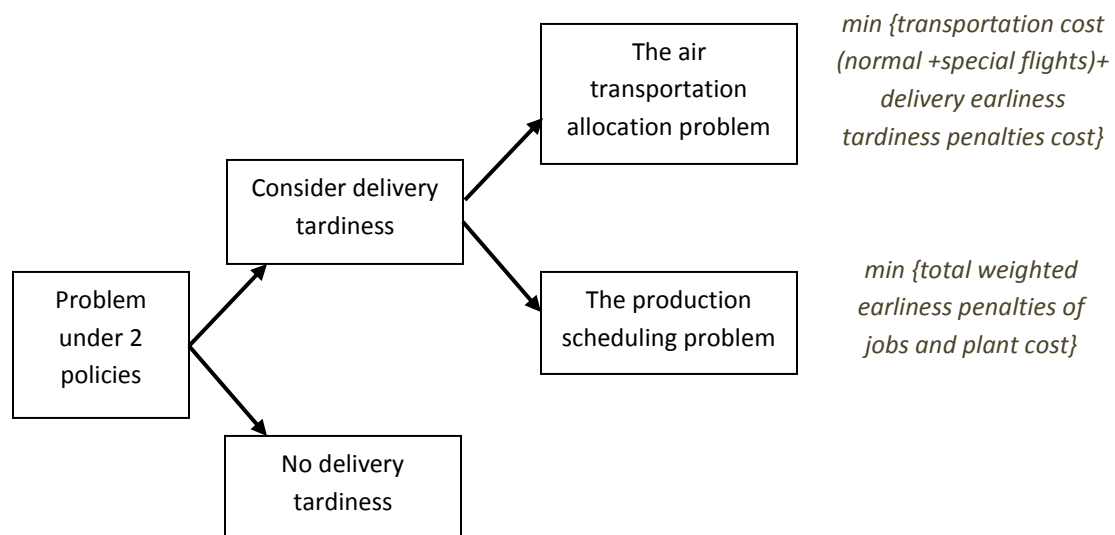 The air
transportation
allocation problem
min {transportation cost
(normal +special flights)+
delivery earliness
tardiness penalties cost}
Consider delivery
tardiness
Problem
under 2
policies
The production
scheduling problem
min {total weighted
earliness penalties of
jobs and plant cost}
No delivery
tardiness